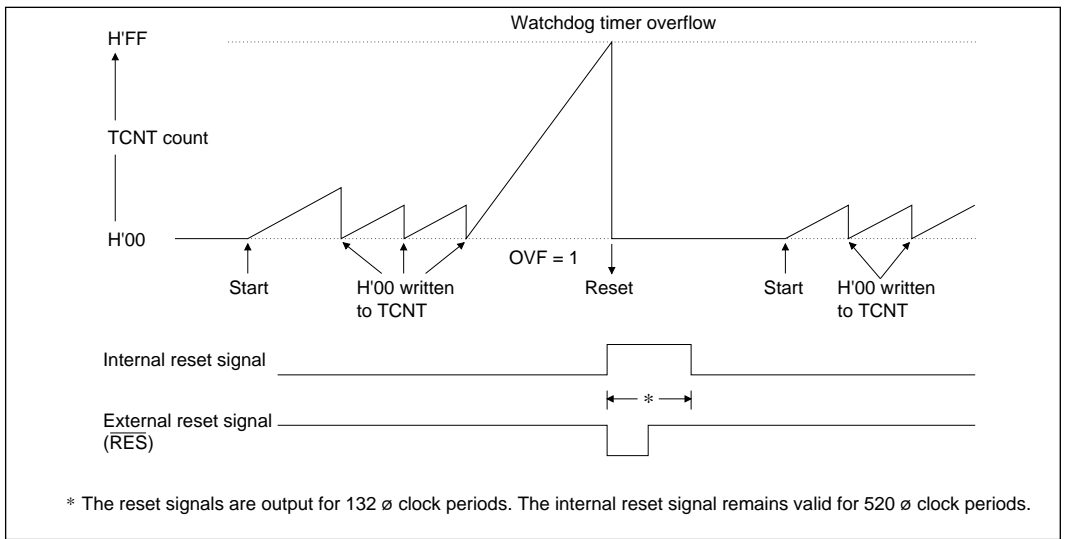 Watchdog timer overflow
H'FF
TCNT count
H'00
OVF = 1
Start
H'00 written
to TCNT
Reset
Start
H'00 written
to TCNT
Internal reset signal
*
External reset signal
(RES)
* The reset signals are output for 132 ø clock periods. The internal reset signal remains valid for 520 ø clock periods.